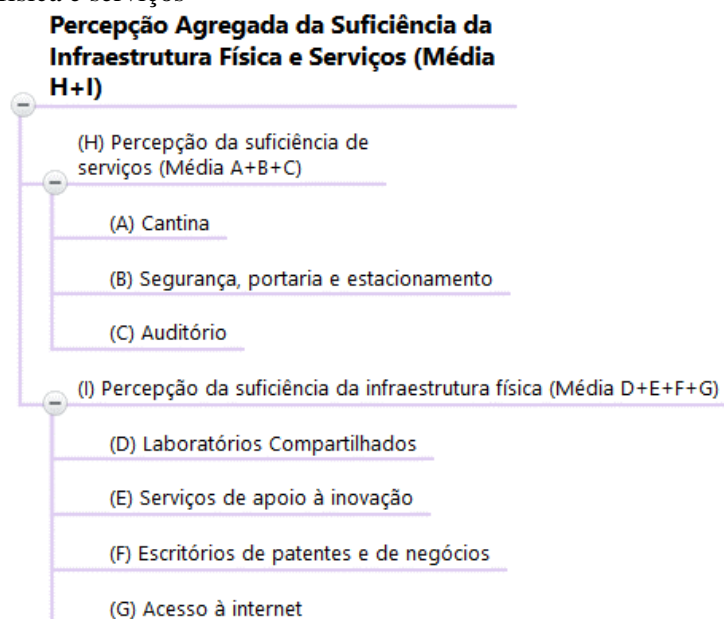 física e serviços
Percepção Agregada da Suficiência da
Infraestrutura Física e Serviços (Média
H+I)
(H) Percepção da suficiência de
serviços (Média A+B+C)
(A) Cantina
(B) Segurança, portaria e estacionamento
(C) Auditório
(I) Percepção da suficiência da infraestrutura física (Média D+E+F+G)
(D) Laboratórios Compartilhados
(E) Serviços de apoio à inovação
(F) Escritórios de patentes e de negócios
(G) Acesso à internet